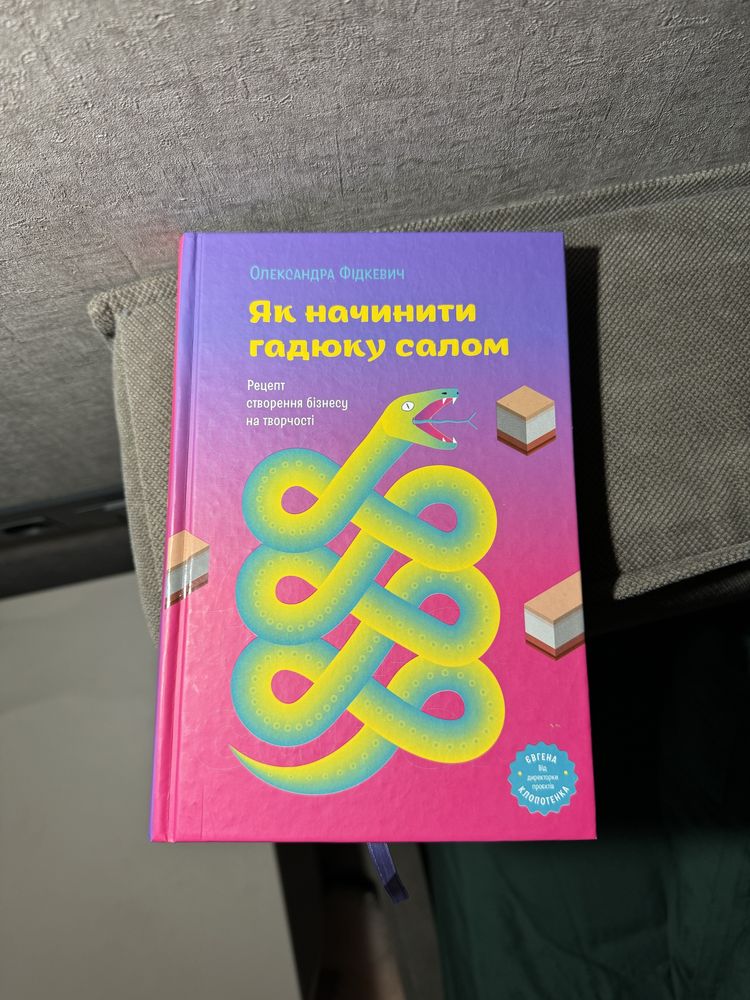 Олександра Фідкевич
Як начинити
гадюку салом
Рецепт
створення бізнесу
на творчості
ЄВГЕНА
Від
директорки
проєктів
КЛОПОТЕНКА